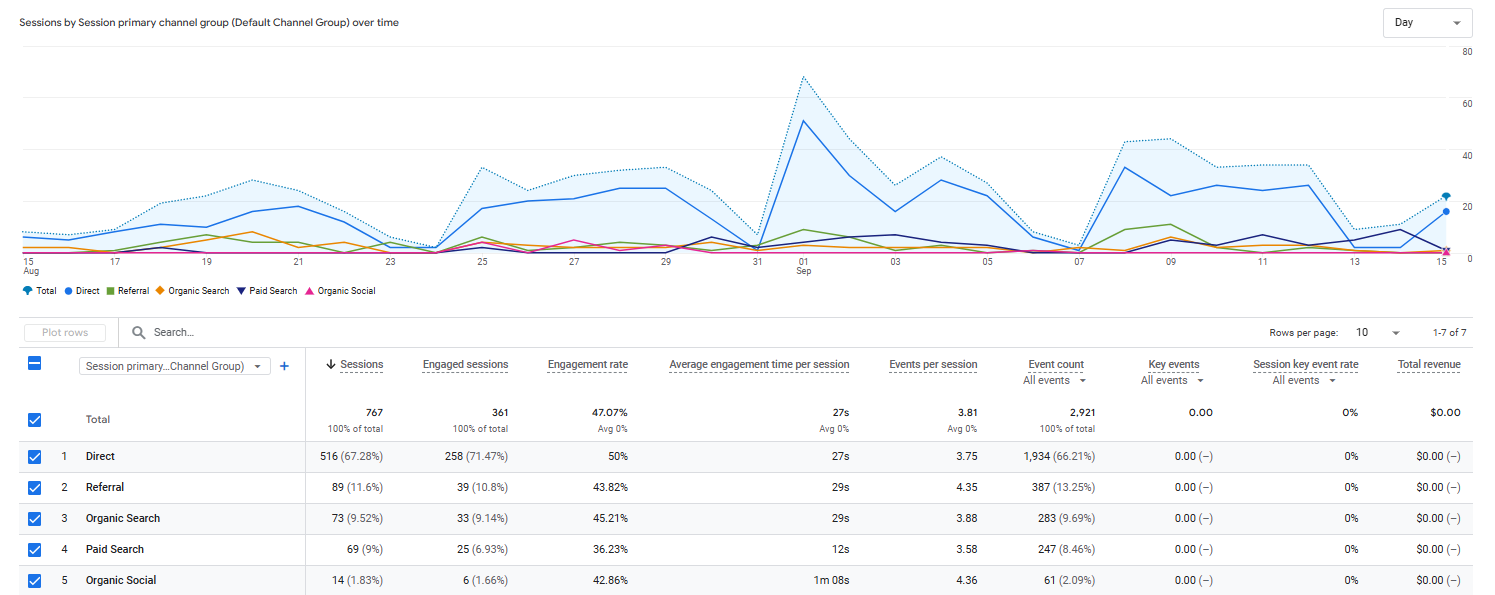 Sessions by Session primary channel group (Default Channel Group) over time
Day
80
60
40
20
0
15 17 19 21 23 25 27 29 31 01 03 05 07 09 11 13 15
Aug Sep
Total Direct Referral Organic Search Paid Search Organic Social
Plot rows Search... Rows per page: 10 1-7 of 7
Session primary...Channel Group) + Sessions Engaged sessions Engagement rate Average engagement time per session Events per session Event count Key events Session key event rate Total revenue
All events All events All events
Total 767 361 47.07% 27s 3.81 2,921 0.00 0% $0.00
100% of total 100% of total Avg 0% Avg 0% Avg 0% 100% of total
1 Direct 516 (67.28%) 258 (71.47%) 50% 27s 3.75 1,934 (66.21%) 0.00 (–) 0% $0.00 (–)
2 Referral 89 (11.6%) 39 (10.8%) 43.82% 29s 4.35 387 (13.25%) 0.00 (–) 0% $0.00 (–)
3 Organic Search 73 (9.52%) 33 (9.14%) 45.21% 29s 3.88 283 (9.69%) 0.00 (–) 0% $0.00 (–)
4 Paid Search 69 (9%) 25 (6.93%) 36.23% 12s 3.58 247 (8.46%) 0.00 (–) 0% $0.00 (–)
5 Organic Social 14 (1.83%) 6 (1.66%) 42.86% 1m 08s 4.36 61 (2.09%) 0.00 (–) 0% $0.00 (–)